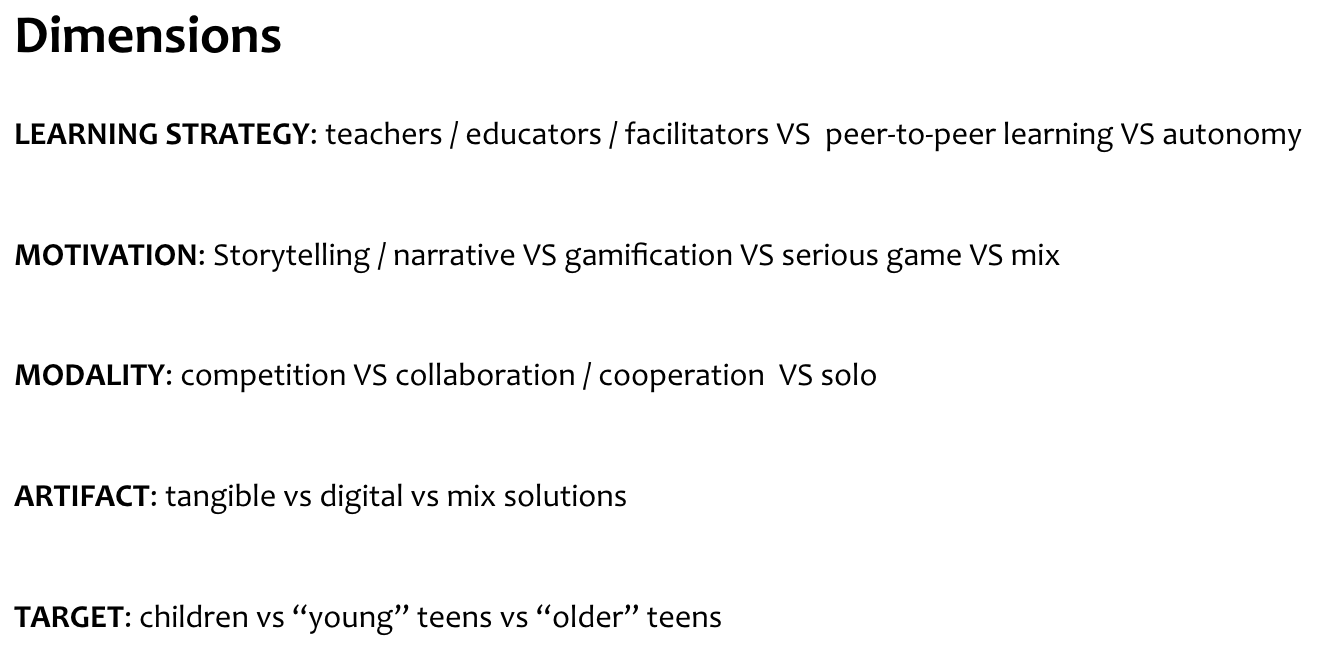 Dimensions
LEARNING STRATEGY: teachers / educators / facilitators VS  peer-to-peer learning VS autonomy
MOTIVATION: Storytelling / narrative VS gamification VS serious game VS mix
MODALITY: competition VS collaboration / cooperation  VS solo
ARTIFACT: tangible vs digital vs mix solutions
TARGET: children vs “young” teens vs “older” teens